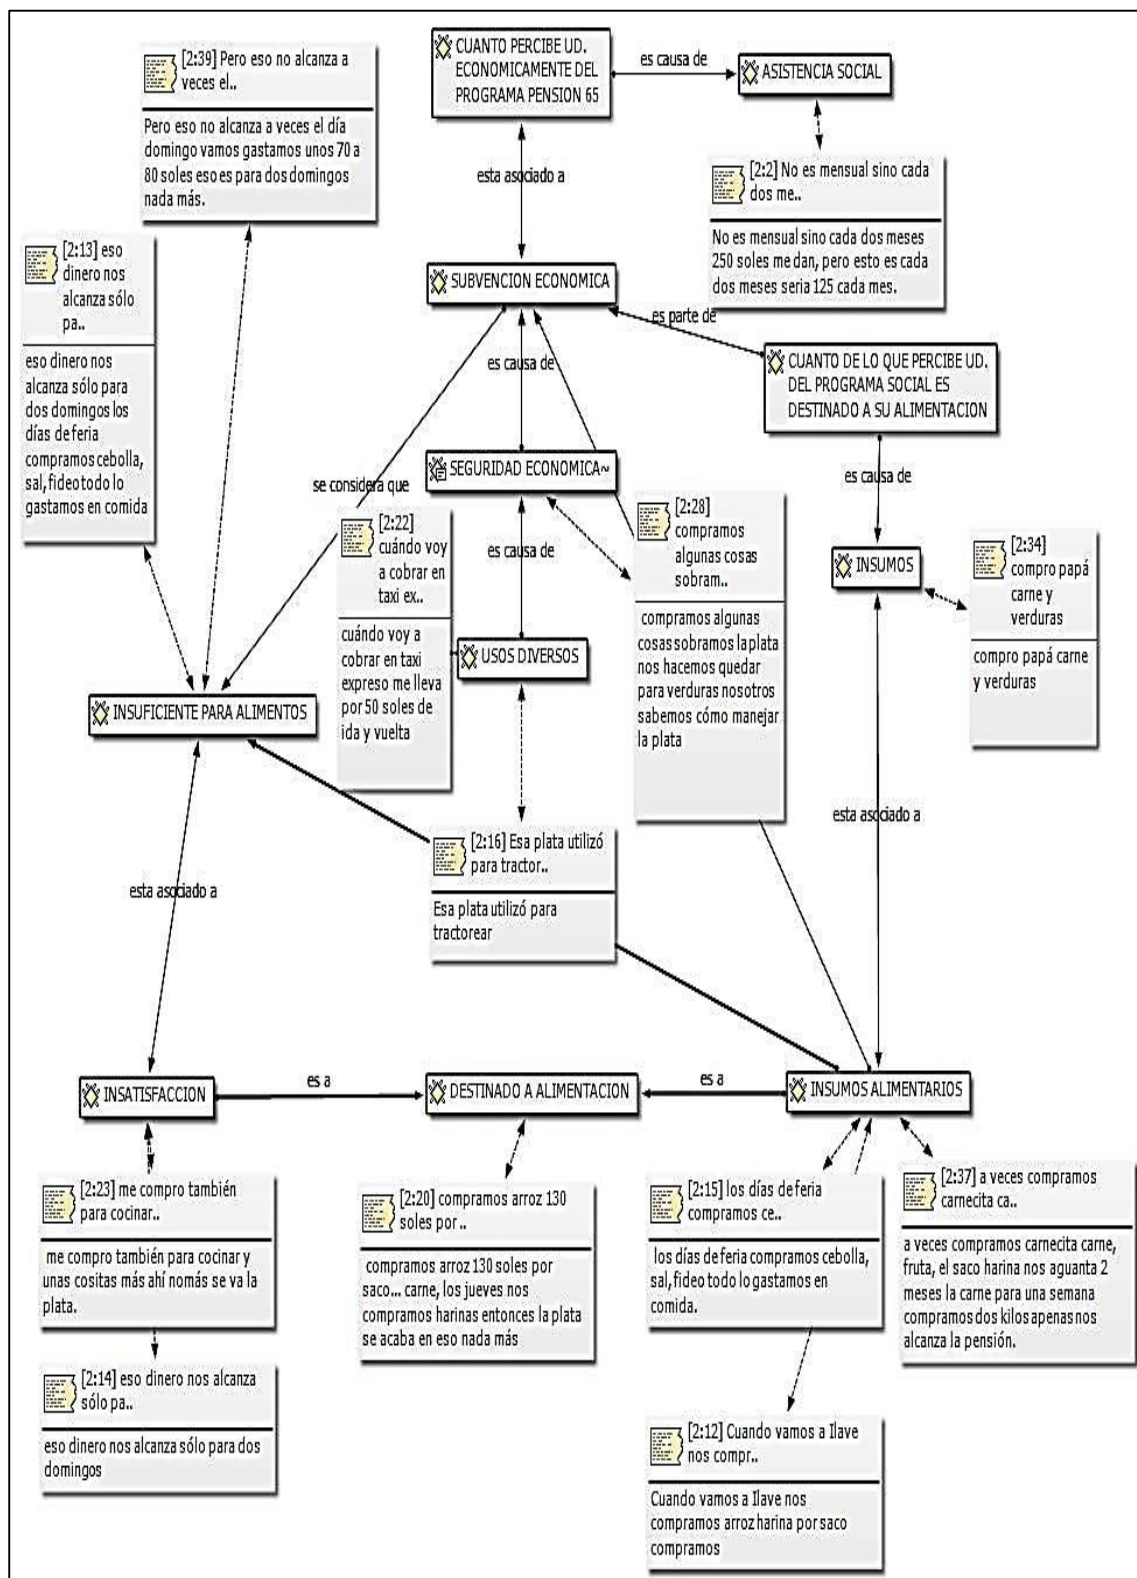 [2:39] Pero eso no alcanza a
veces el..
Pero eso no alcanza a veces el día
domingo vamos gastamos unos 70 a
80 soles eso es para dos domingos
nada más.
CUANTO PERCIBE UD.
ECONOMICAMENTE DEL
PROGRAMA PENSION 65
es causa de
ASISTENCIA SOCIAL
[2:2] No es mensual sino cada
dos me..
No es mensual sino cada dos meses
250 soles me dan, pero esto es cada
dos meses seria 125 cada mes.
esta asociado a
[2:13] eso
dinero nos
alcanza sólo
pa..
eso dinero nos
alcanza sólo para
dos domingos los
días de feria
compramos cebolla,
sal, fideo todo lo
gastamos en comida
SUBVENCION ECONOMICA
es parte de
CUANTO DE LO QUE PERCIBE UD.
DEL PROGRAMA SOCIAL ES
DESTINADO A SU ALIMENTACION
es causa de
SEGURIDAD ECONOMICA~
se considera que
es causa de
[2:22]
cuándo voy
a cobrar en
taxi ex..
cuándo voy a
cobrar en taxi
expreso me lleva
por 50 soles de
ida y vuelta
es causa de
USOS DIVERSOS
[2:28]
compramos
algunas cosas
sobram..
compramos algunas
cosas sobramos la plata
nos hacemos quedar
para verduras nosotros
sabemos cómo manejar
la plata
INSUMOS
[2:34]
compro papá
carne y
verduras
compro papá carne
y verduras
INSUFICIENTE PARA ALIMENTOS
esta asociado a
[2:16] Esa plata utilizó
para tractor..
Esa plata utilizó para
tractorear
esta asociado a
INSATISFACCION
es a
DESTINADO A ALIMENTACION
es a
INSUMOS ALIMENTARIOS
[2:23] me compro también
para cocinar..
me compro también para cocinar y
unas cositas más ahí nomás se va la
plata.
[2:20] compramos arroz 130
soles por ..
compramos arroz 130 soles por
saco... carne, los jueves nos
compramos harinas entonces la plata
se acaba en eso nada más
[2:15] los días de feria
compramos ce..
los días de feria compramos cebolla,
sal, fideo todo lo gastamos en
comida.
[2:37] a veces compramos
carnecita ca..
a veces compramos carnecita carne,
fruta, el saco harina nos aguanta 2
meses la carne para una semana
compramos dos kilos apenas nos
alcanza la pensión.
[2:14] eso dinero nos alcanza
sólo pa..
eso dinero nos alcanza sólo para dos
domingos
[2:12] Cuando vamos a Ilave
nos compr..
Cuando vamos a Ilave nos
compramos arroz harina por saco
compramos